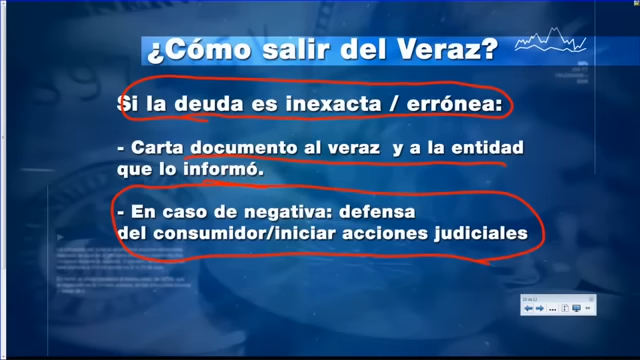 ¿Cómo salir del Veraz?
Si la deuda es inexacta / errónea:
- Carta documento al veraz y a la entidad
que lo informó.
- En caso de negativa: defensa
del consumidor/iniciar acciones judiciales